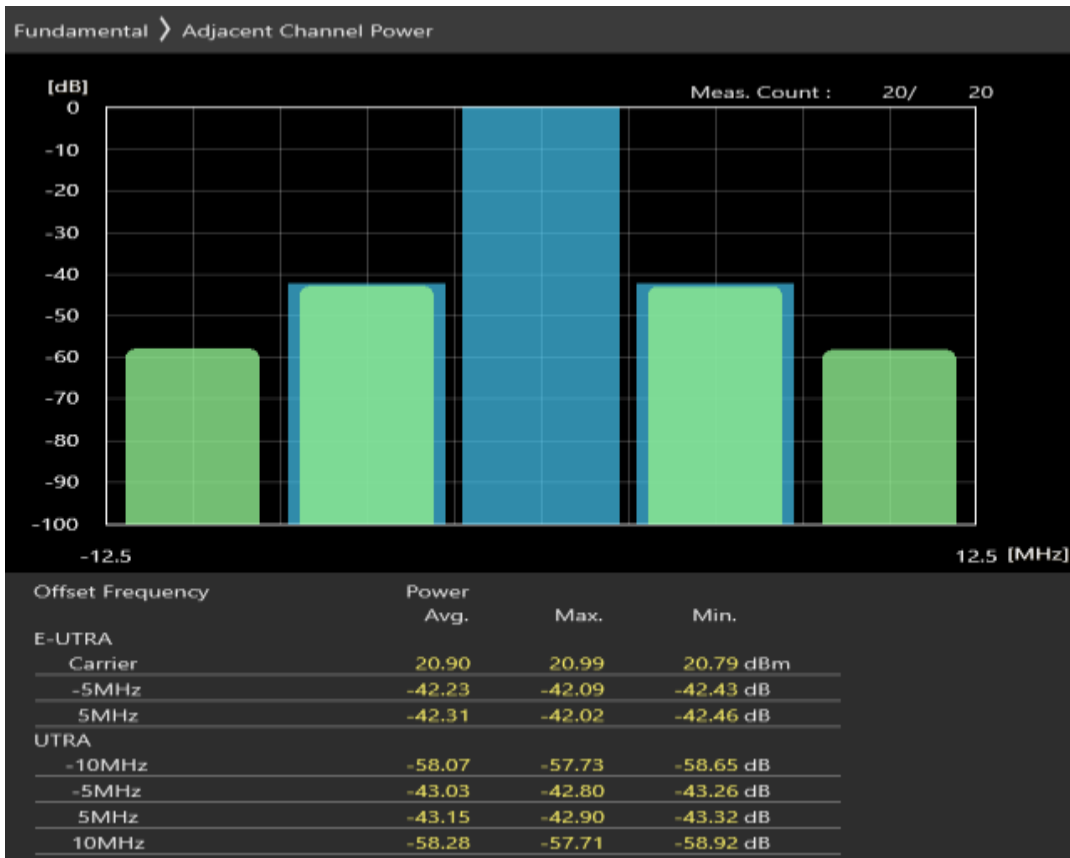 Fundamental ❯ Adjacent Channel Power
[dB]
Meas. Count : 20/ 20
0
-10
-20
-30
-40
-50
-60
-70
-80
-90
-100
-12.5 12.5 [MHz]
Offset Frequency Power
Avg. Max. Min.
E-UTRA
Carrier 20.90 20.99 20.79 dBm
-5MHz -42.23 -42.09 -42.43 dB
5MHz -42.31 -42.02 -42.46 dB
UTRA
-10MHz -58.07 -57.73 -58.65 dB
-5MHz -43.03 -42.80 -43.26 dB
5MHz -43.15 -42.90 -43.32 dB
10MHz -58.28 -57.71 -58.92 dB